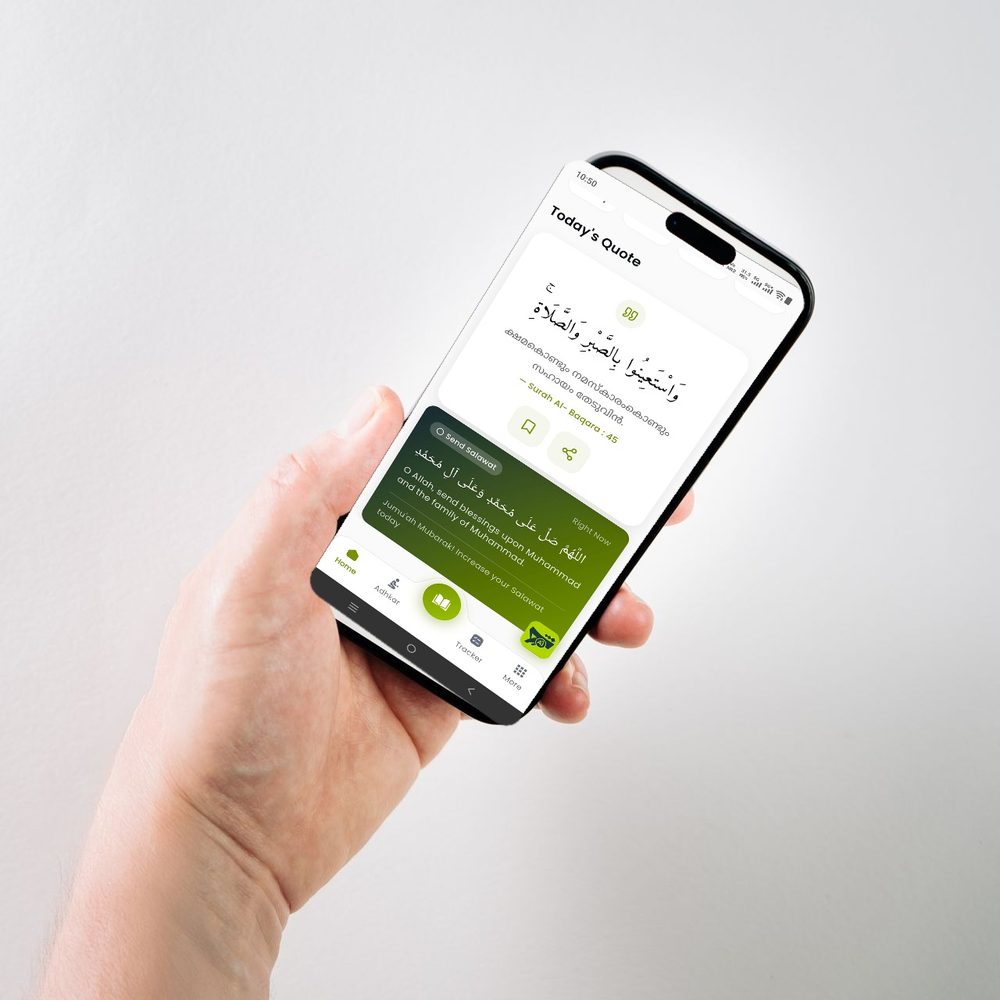 10:50
Today's Quote
وَاسْتَعِينُوا بِالصَّبْرِ وَالصَّلَاةِ ۚ
ക്ഷമകൊണ്ടും നമസ്കാരംകൊണ്ടും
സഹായം തേടുവിൻ.
— Surah Al- Baqara : 45
Send Salawat
Right Now
اللَّهُمَّ صَلِّ عَلَى مُحَمَّدٍ وَعَلَى آلِ مُحَمَّدٍ
O Allah, send blessings upon Muhammad
and the family of Muhammad.
Jumu'ah Mubarak! Increase your Salawat
today
Home
Adhkar
Tracker
More